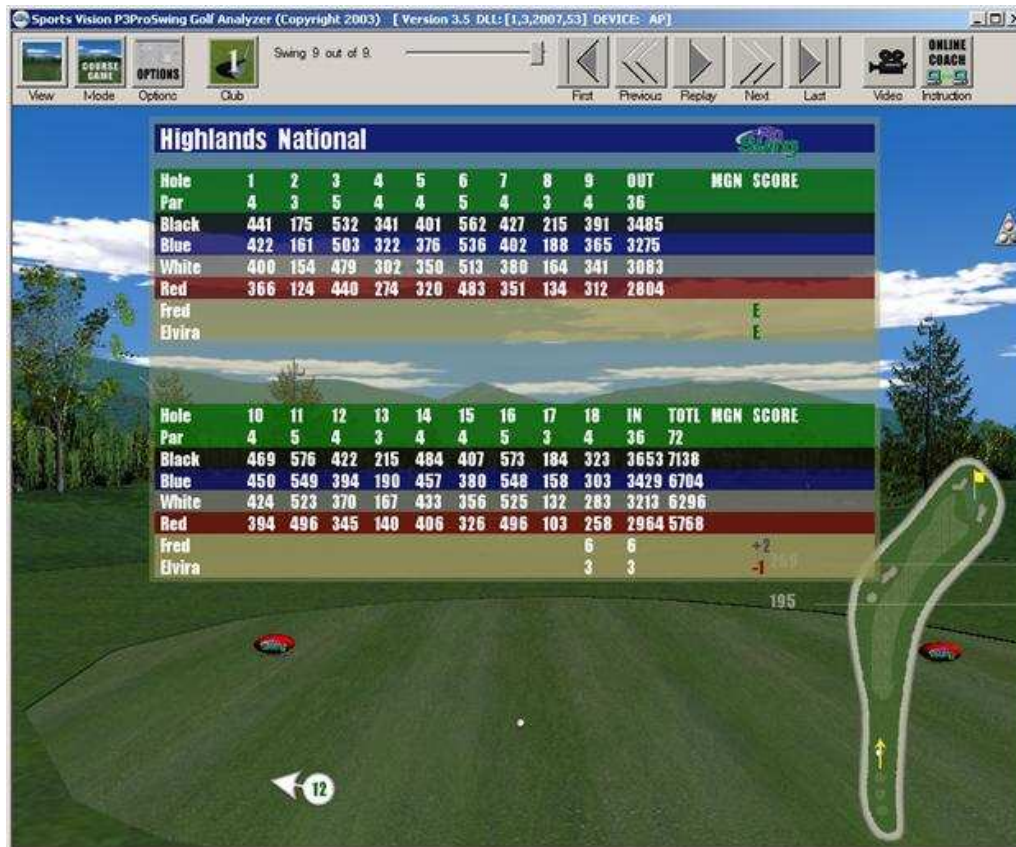 Sports Vision P3ProSwing Golf Analyzer (Copyright 2003) [ Version 3.5 DLL: [1,3,2007,53] DEVICE: AP]
COURSE GAME OPTIONS 1 Swing 9 out of 9. ONLINE COACH
View Mode Options Club First Previous Replay Next Last Video Instruction
Highlands National Swing
Hole 1 2 3 4 5 6 7 8 9 OUT MGN SCORE
Par 4 3 5 4 4 5 4 3 4 36
Black 441 175 532 341 401 562 427 215 391 3485
Blue 422 161 503 322 376 536 402 188 365 3275
White 400 154 479 302 350 513 380 164 341 3083
Red 366 124 440 274 320 483 351 134 312 2804
Fred E
Elvira E
Hole 10 11 12 13 14 15 16 17 18 IN TOTL MGN SCORE
Par 4 5 4 3 4 4 5 3 4 36 72
Black 469 576 422 215 484 407 573 184 323 3653 7138
Blue 450 549 394 190 457 380 548 158 303 3429 6704
White 424 523 370 167 433 356 525 132 283 3213 6296
Red 394 496 345 140 406 326 496 103 258 2964 5768
Fred 6 6 +2
Elvira 3 3 -1
195
12